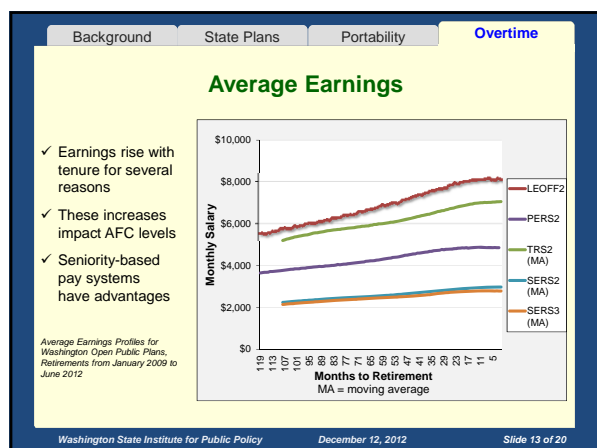 Background
State Plans
Portability
Overtime
Average Earnings
✓ Earnings rise with
tenure for several
reasons
✓ These increases
impact AFC levels
✓ Seniority-based
pay systems
have advantages
Average Earnings Profiles for
Washington Open Public Plans,
Retirements from January 2009 to
June 2012
Monthly Salary
$10,000
$8,000
$6,000
$4,000
$2,000
$0
119
113
107
101
95
89
83
77
71
65
59
53
47
41
35
29
23
17
11
5
Months to Retirement
MA = moving average
LEOFF2
PERS2
TRS2
(MA)
SERS2
(MA)
SERS3
(MA)
Washington State Institute for Public Policy
December 12, 2012
Slide 13 of 20